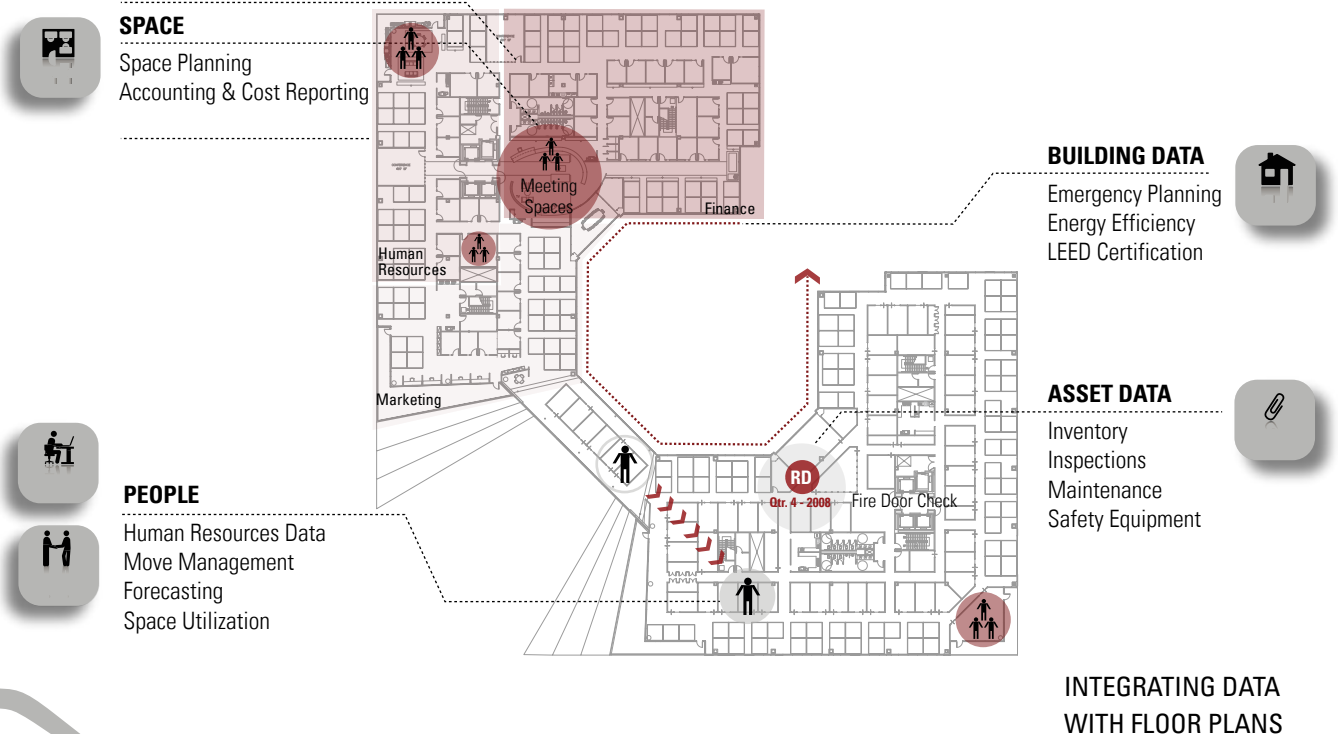 SPACE
Space Planning
Accounting & Cost Reporting
Meeting
Spaces
Finance
Human
Resources
Marketing
BUILDING DATA
Emergency Planning
Energy Efficiency
LEED Certification
ASSET DATA
Inventory
Inspections
Maintenance
Safety Equipment
RD
Qtr. 4 - 2008
Fire Door Check
PEOPLE
Human Resources Data
Move Management
Forecasting
Space Utilization
INTEGRATING DATA
WITH FLOOR PLANS